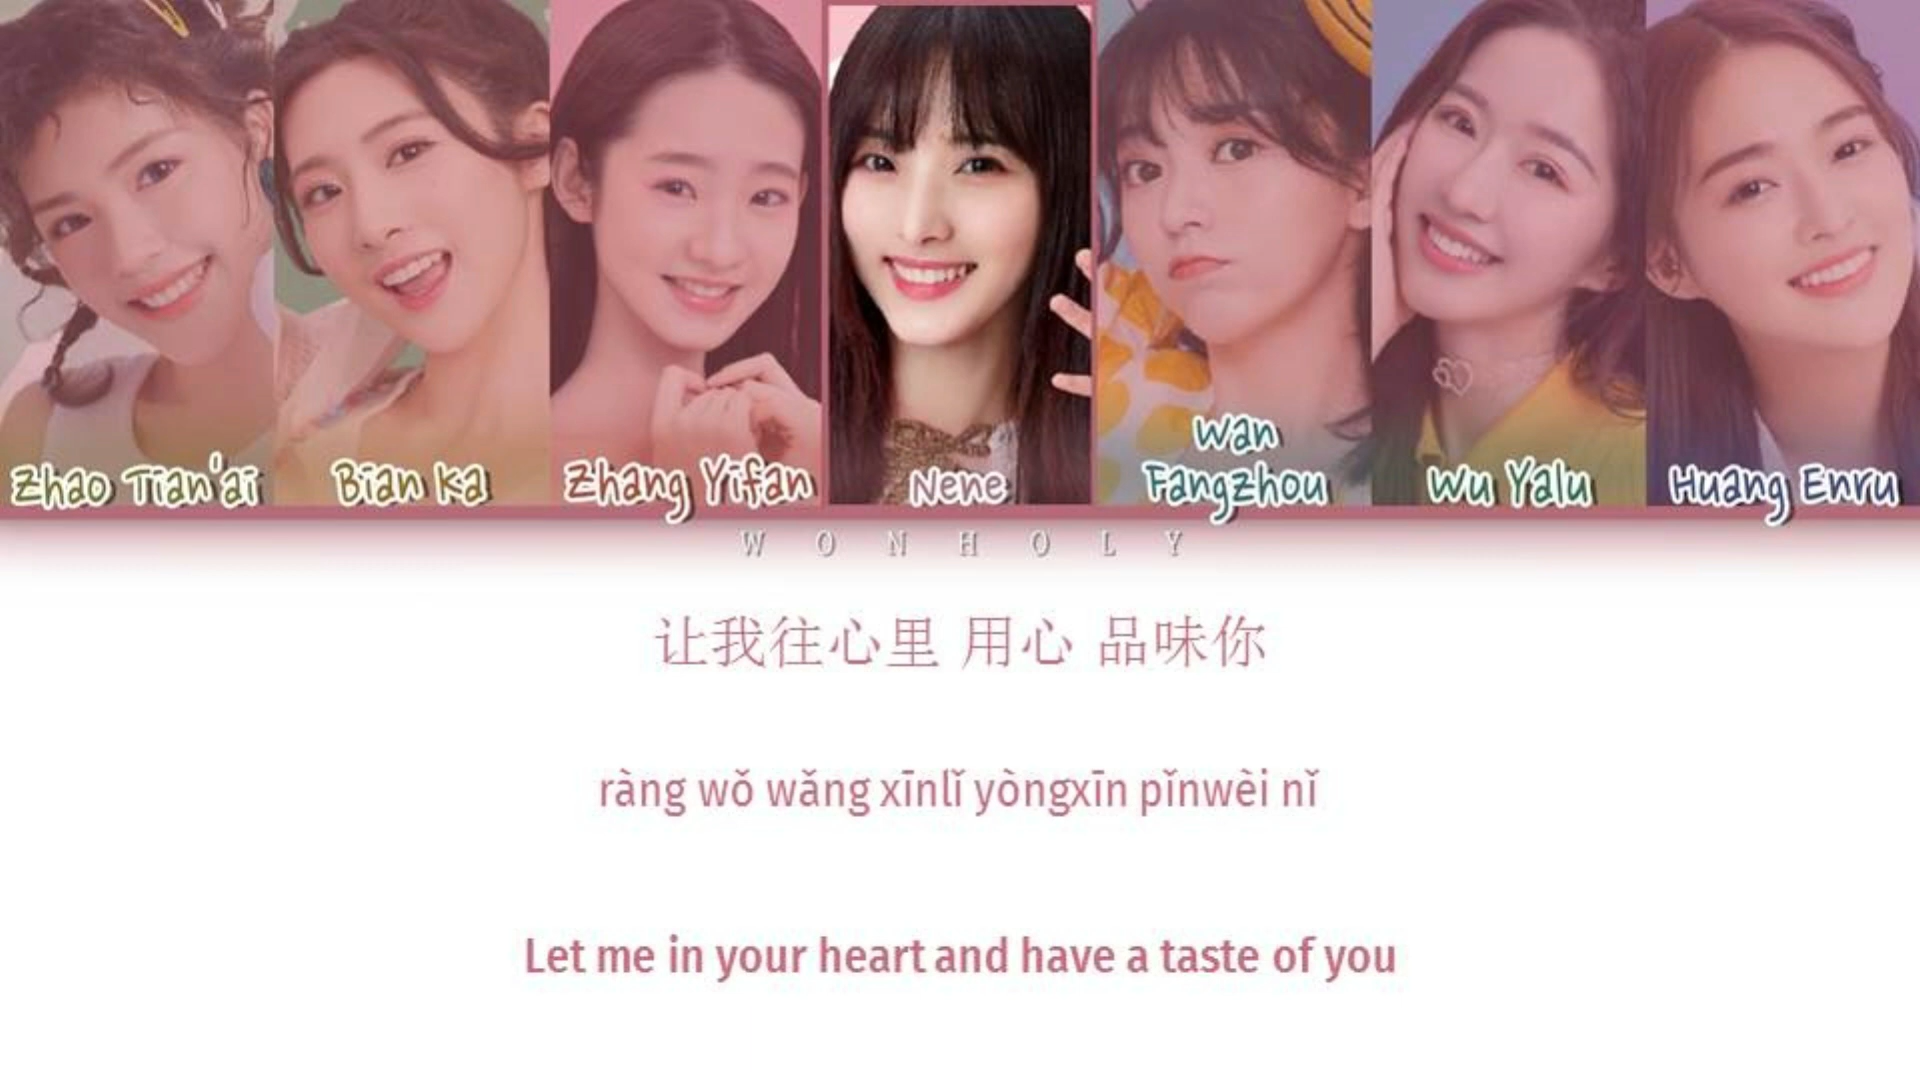 Zhao Tian'ai
Bian Ka
Zhang Yifan
Nene
Wan
Fangzhou
Wu Yalu
Huang Enru
W O N H O L Y
让我往心里 用心 品味你
ràng wǒ wǎng xīnlǐ yòngxīn pǐnwèi nǐ
Let me in your heart and have a taste of you